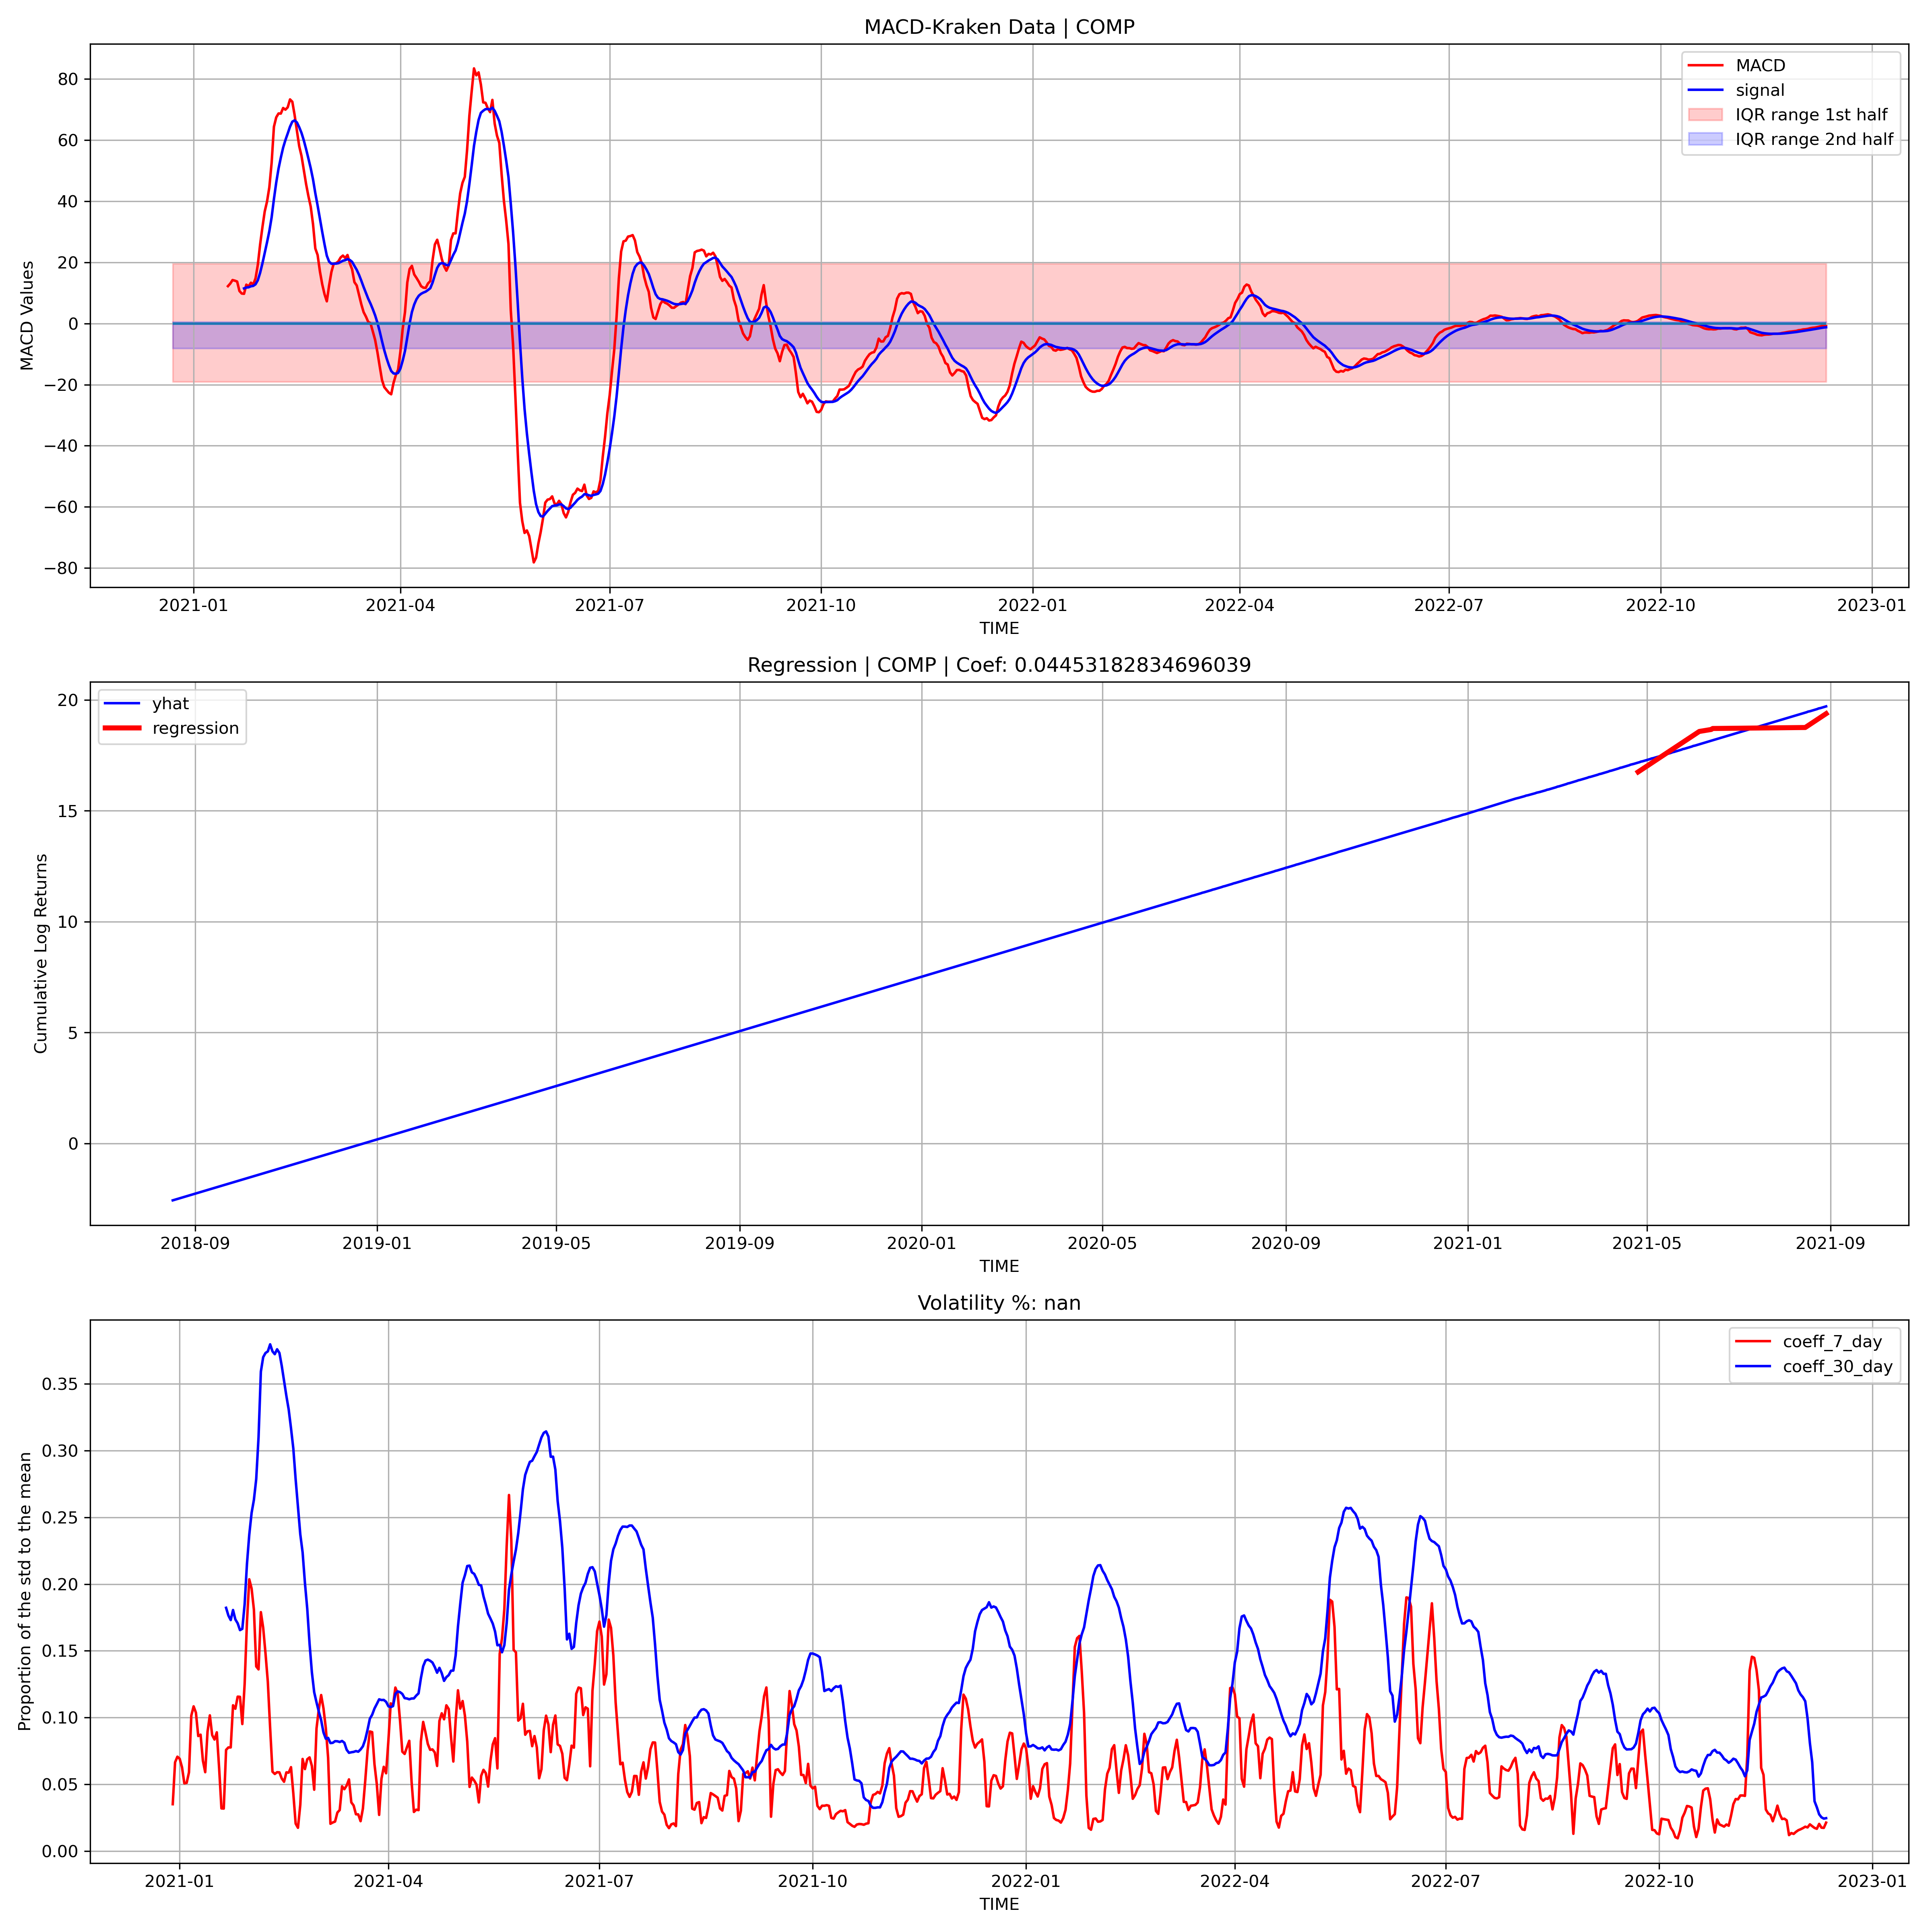 MACD-Kraken Data | COMP
MACD
signal
IQR range 1st half
IQR range 2nd half
MACD Values
80
60
40
20
0
−20
−40
−60
−80
2021-01 2021-04 2021-07 2021-10 2022-01 2022-04 2022-07 2022-10 2023-01
TIME
Regression | COMP | Coef: 0.04453182834696039
yhat
regression
Cumulative Log Returns
20
15
10
5
0
2018-09 2019-01 2019-05 2019-09 2020-01 2020-05 2020-09 2021-01 2021-05 2021-09
TIME
Volatility %: nan
coeff_7_day
coeff_30_day
Proportion of the std to the mean
0.35
0.30
0.25
0.20
0.15
0.10
0.05
0.00
2021-01 2021-04 2021-07 2021-10 2022-01 2022-04 2022-07 2022-10 2023-01
TIME